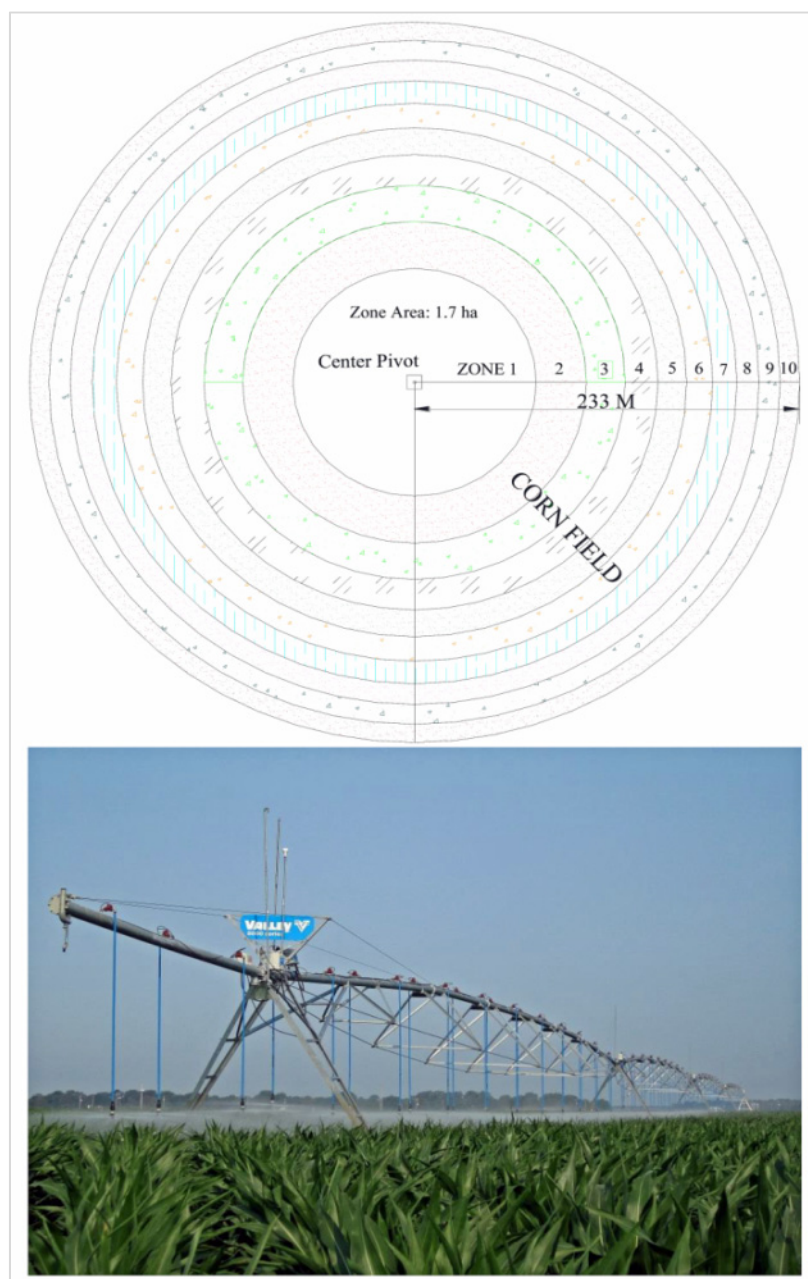 Zone Area: 1.7 ha
Center Pivot
ZONE 1 2 3 4 5 6 7 8 9 10
233 M
CORN FIELD
VALLEY